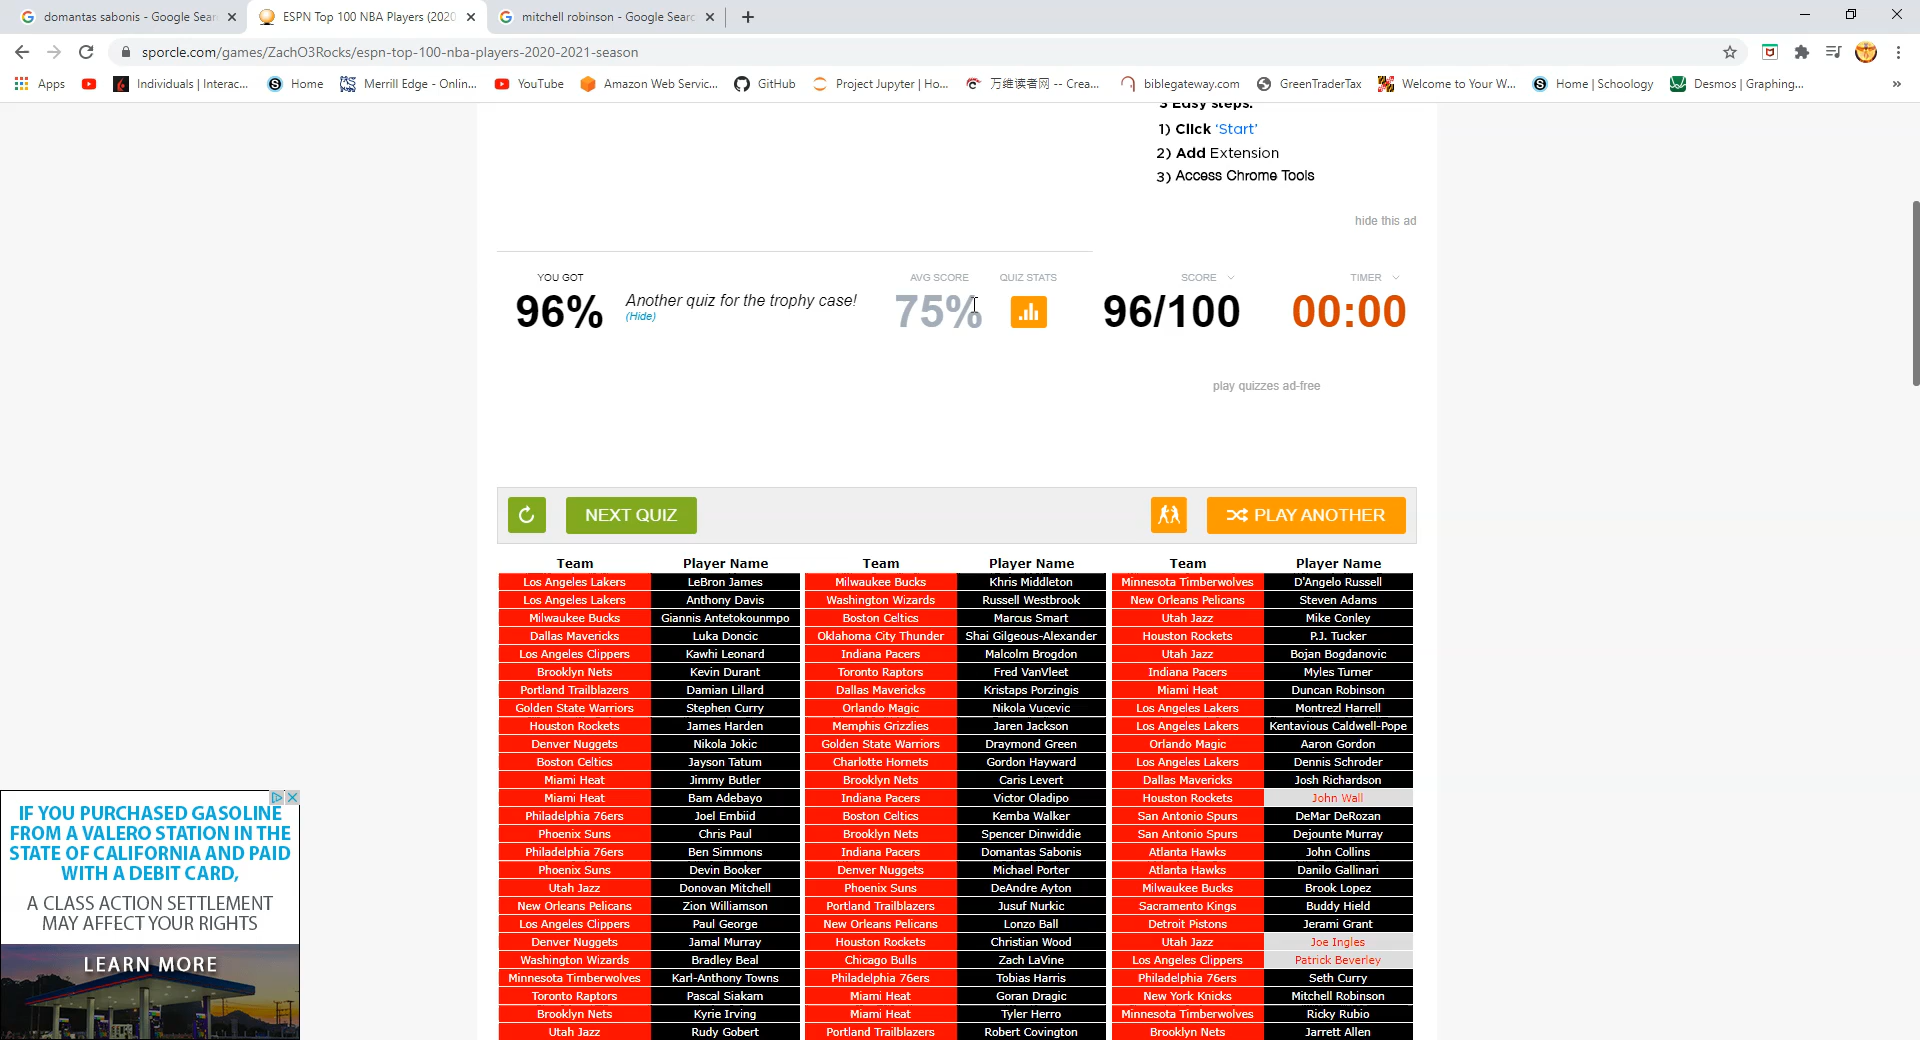 domantas sabonis - Google Sear
ESPN Top 100 NBA Players (2020
mitchell robinson - Google Searc
sporcle.com/games/ZachO3Rocks/espn-top-100-nba-players-2020-2021-season
Apps
Individuals | Interac...
Home
Merrill Edge - Onlin...
YouTube
Amazon Web Servic...
GitHub
Project Jupyter | Ho...
万维读者网 -- Crea...
biblegateway.com
GreenTraderTax
Welcome to Your W...
Home | Schoology
Desmos | Graphing...
»
3 Easy steps:
1) Click 'Start'
2) Add Extension
3) Access Chrome Tools
hide this ad
YOU GOT
96%
Another quiz for the trophy case!
(Hide)
AVG SCORE
75%
QUIZ STATS
SCORE
96/100
TIMER
00:00
play quizzes ad-free
NEXT QUIZ
PLAY ANOTHER
Team Player Name Team Player Name Team Player Name
Los Angeles Lakers LeBron James Milwaukee Bucks Khris Middleton Minnesota Timberwolves D'Angelo Russell
Los Angeles Lakers Anthony Davis Washington Wizards Russell Westbrook New Orleans Pelicans Steven Adams
Milwaukee Bucks Giannis Antetokounmpo Boston Celtics Marcus Smart Utah Jazz Mike Conley
Dallas Mavericks Luka Doncic Oklahoma City Thunder Shai Gilgeous-Alexander Houston Rockets P.J. Tucker
Los Angeles Clippers Kawhi Leonard Indiana Pacers Malcolm Brogdon Utah Jazz Bojan Bogdanovic
Brooklyn Nets Kevin Durant Toronto Raptors Fred VanVleet Indiana Pacers Myles Turner
Portland Trailblazers Damian Lillard Dallas Mavericks Kristaps Porzingis Miami Heat Duncan Robinson
Golden State Warriors Stephen Curry Orlando Magic Nikola Vucevic Los Angeles Lakers Montrezl Harrell
Houston Rockets James Harden Memphis Grizzlies Jaren Jackson Los Angeles Lakers Kentavious Caldwell-Pope
Denver Nuggets Nikola Jokic Golden State Warriors Draymond Green Orlando Magic Aaron Gordon
Boston Celtics Jayson Tatum Charlotte Hornets Gordon Hayward Los Angeles Lakers Dennis Schroder
Miami Heat Jimmy Butler Brooklyn Nets Caris Levert Dallas Mavericks Josh Richardson
Miami Heat Bam Adebayo Indiana Pacers Victor Oladipo Houston Rockets John Wall
Philadelphia 76ers Joel Embiid Boston Celtics Kemba Walker San Antonio Spurs DeMar DeRozan
Phoenix Suns Chris Paul Brooklyn Nets Spencer Dinwiddie San Antonio Spurs Dejounte Murray
Philadelphia 76ers Ben Simmons Indiana Pacers Domantas Sabonis Atlanta Hawks John Collins
Phoenix Suns Devin Booker Denver Nuggets Michael Porter Atlanta Hawks Danilo Gallinari
Utah Jazz Donovan Mitchell Phoenix Suns DeAndre Ayton Milwaukee Bucks Brook Lopez
New Orleans Pelicans Zion Williamson Portland Trailblazers Jusuf Nurkic Sacramento Kings Buddy Hield
Los Angeles Clippers Paul George New Orleans Pelicans Lonzo Ball Detroit Pistons Jerami Grant
Denver Nuggets Jamal Murray Houston Rockets Christian Wood Utah Jazz Joe Ingles
Washington Wizards Bradley Beal Chicago Bulls Zach LaVine Los Angeles Clippers Patrick Beverley
Minnesota Timberwolves Karl-Anthony Towns Philadelphia 76ers Tobias Harris Philadelphia 76ers Seth Curry
Toronto Raptors Pascal Siakam Miami Heat Goran Dragic New York Knicks Mitchell Robinson
Brooklyn Nets Kyrie Irving Miami Heat Tyler Herro Minnesota Timberwolves Ricky Rubio
Utah Jazz Rudy Gobert Portland Trailblazers Robert Covington Brooklyn Nets Jarrett Allen
IF YOU PURCHASED GASOLINE
FROM A VALERO STATION IN THE
STATE OF CALIFORNIA AND PAID
WITH A DEBIT CARD,
A CLASS ACTION SETTLEMENT
MAY AFFECT YOUR RIGHTS
LEARN MORE